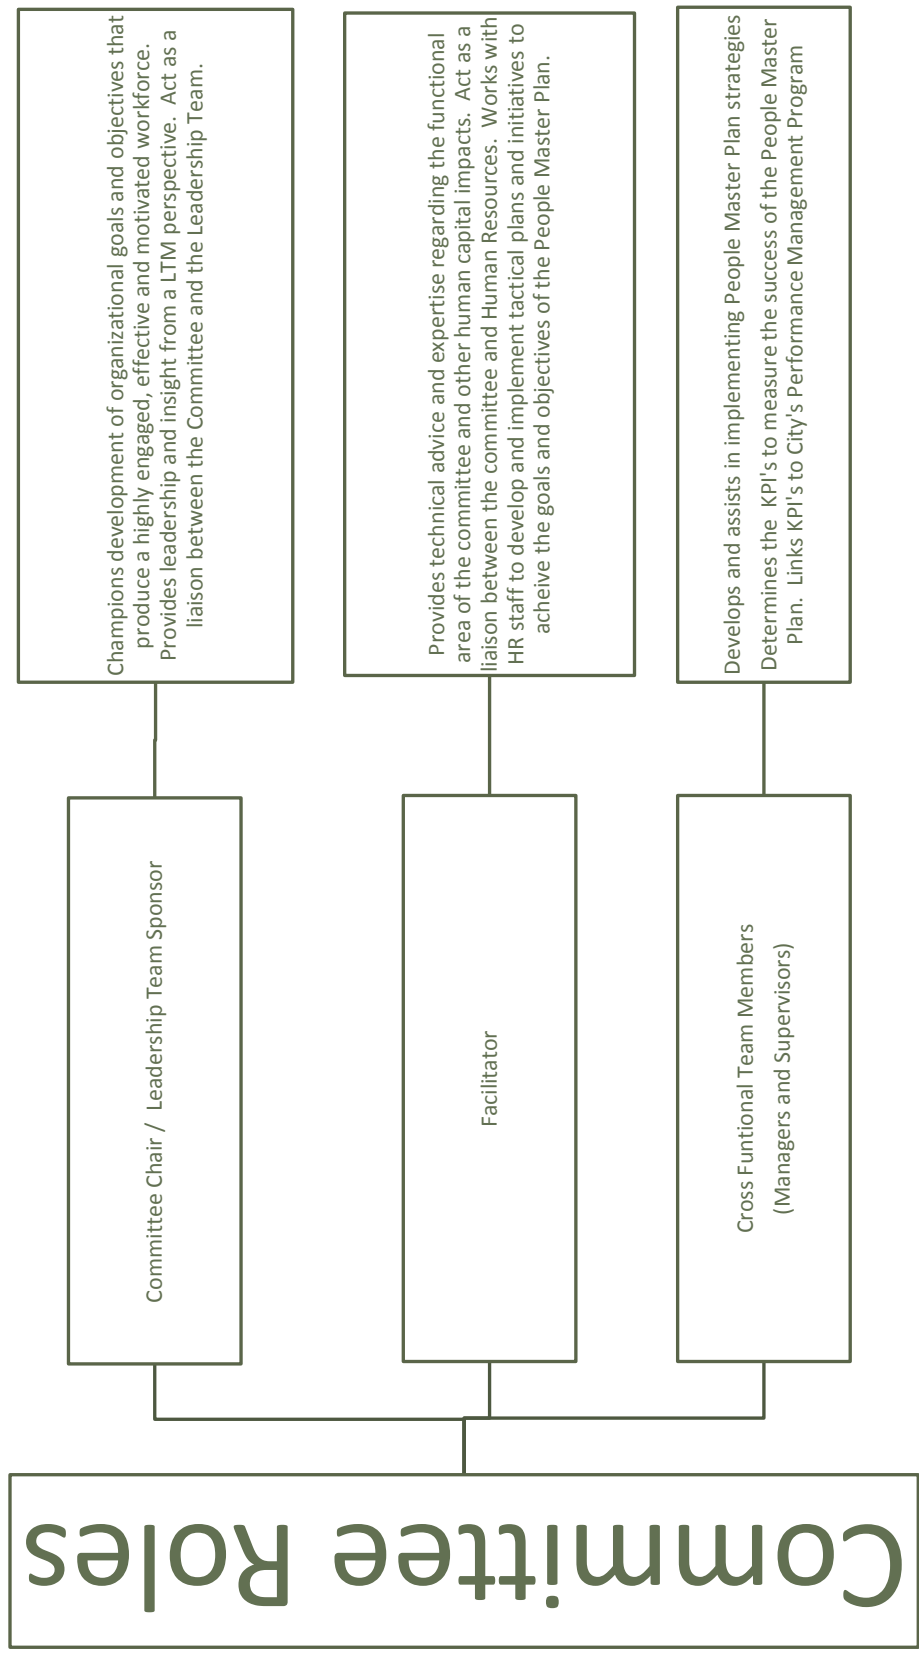 Committee Roles
Committee Chair / Leadership Team Sponsor
Champions development of organizational goals and objectives that
produce a highly engaged, effective and motivated workforce.
Provides leadership and insight from a LTM perspective. Act as a
liaison between the Committee and the Leadership Team.
Facilitator
Provides technical advice and expertise regarding the functional
area of the committee and other human capital impacts. Act as a
liaison between the committee and Human Resources. Works with
HR staff to develop and implement tactical plans and initiatives to
acheive the goals and objectives of the People Master Plan.
Cross Funtional Team Members
(Managers and Supervisors)
Develops and assists in implementing People Master Plan strategies
Determines the KPI's to measure the success of the People Master
Plan. Links KPI's to City's Performance Management Program